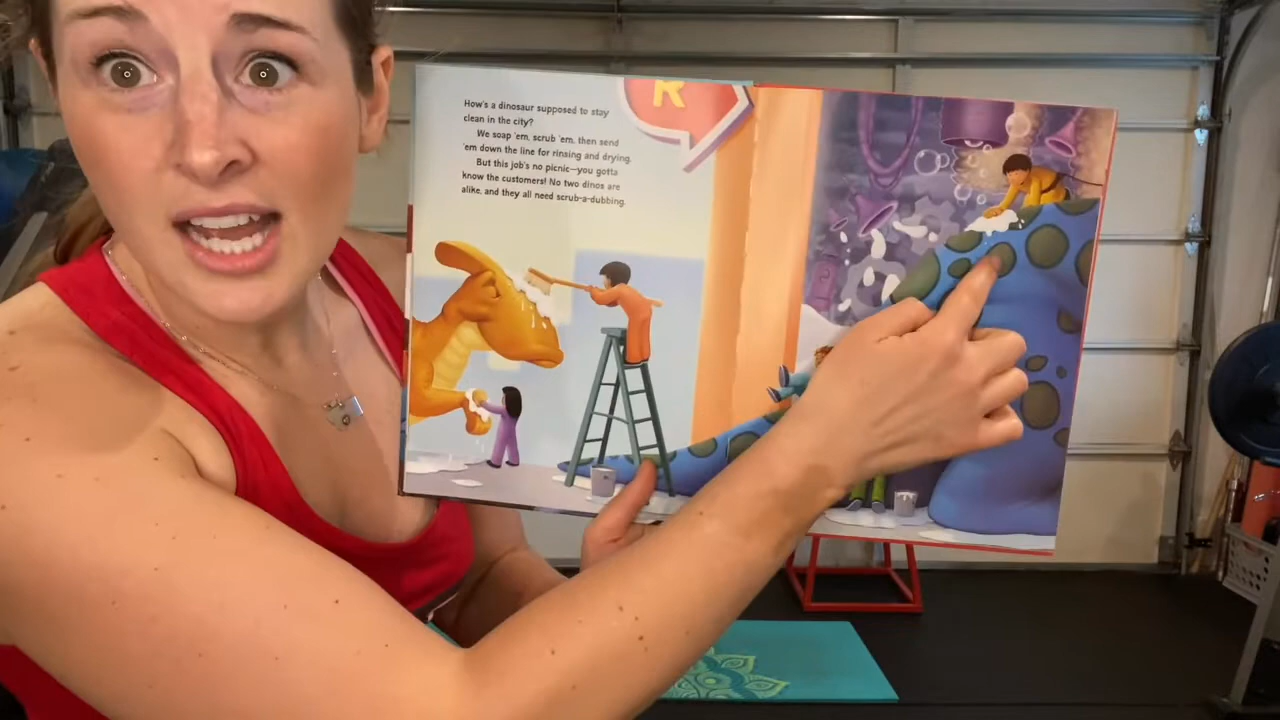 How's a dinosaur supposed to stay
clean in the city?
We soap 'em, scrub 'em, then send
'em down the line for rinsing and drying.
But this job's no picnic—you gotta
know the customers! No two dinos are
alike, and they all need scrub-a-dubbing.
R